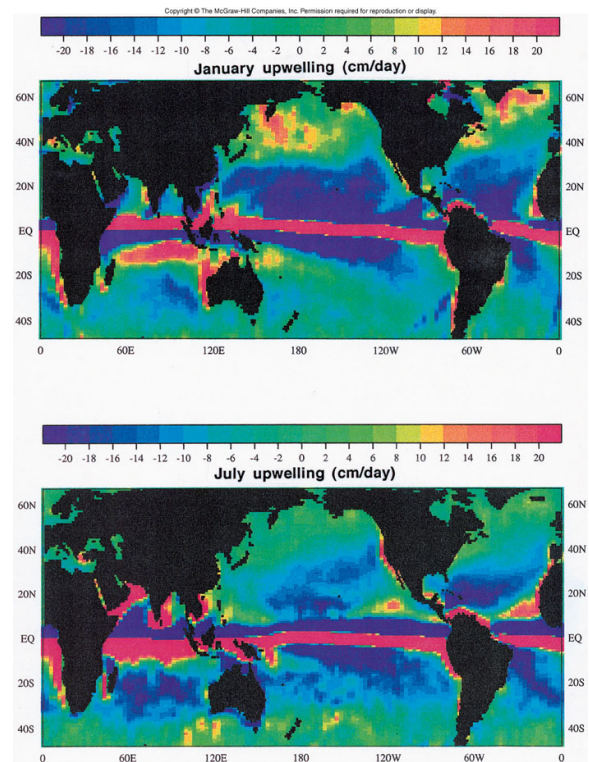 Copyright © The McGraw-Hill Companies, Inc. Permission required for reproduction or display.
-20 -18 -16 -14 -12 -10 -8 -6 -4 -2 0 2 4 6 8 10 12 14 16 18 20
January upwelling (cm/day)
60N 60N
40N 40N
20N 20N
EQ EQ
20S 20S
40S 40S
0 60E 120E 180 120W 60W 0
-20 -18 -16 -14 -12 -10 -8 -6 -4 -2 0 2 4 6 8 10 12 14 16 18 20
July upwelling (cm/day)
60N 60N
40N 40N
20N 20N
EQ EQ
20S 20S
40S 40S
0 60E 120E 180 120W 60W 0